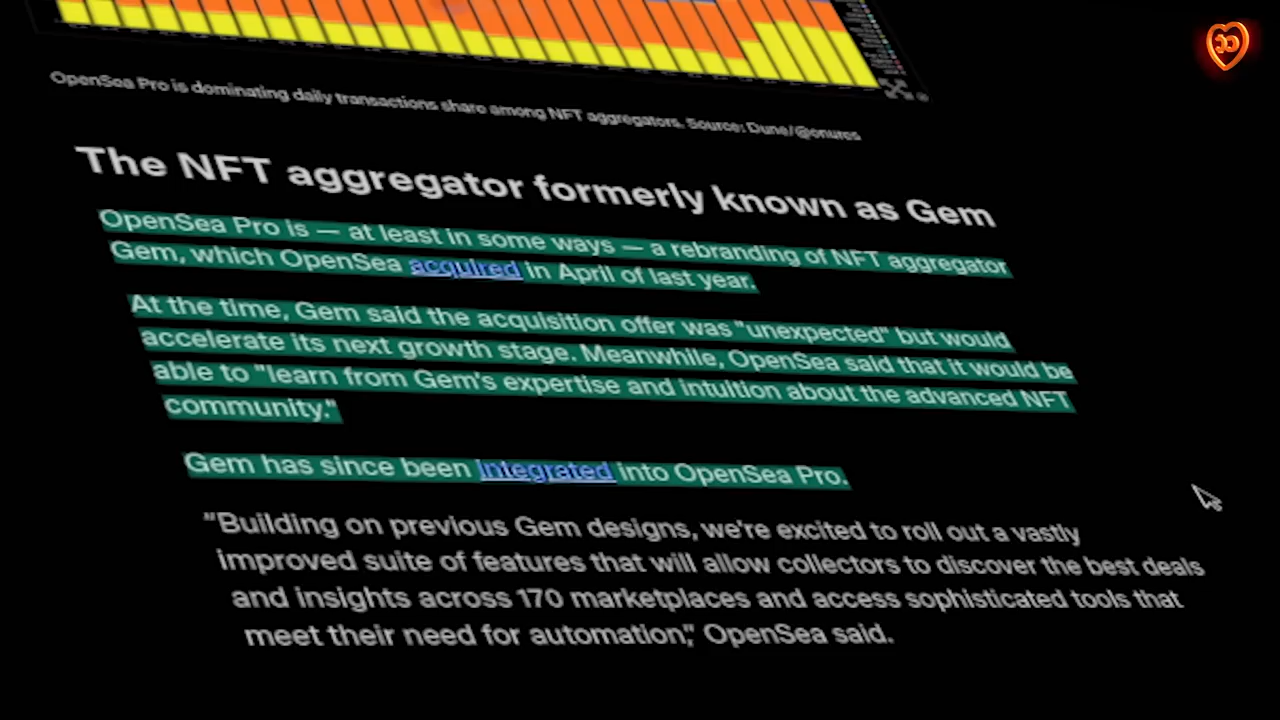 OpenSea Pro is dominating daily transactions share among NFT aggregators. Source: Dune/@onures
The NFT aggregator formerly known as Gem
OpenSea Pro is — at least in some ways — a rebranding of NFT aggregator
Gem, which OpenSea acquired in April of last year.
At the time, Gem said the acquisition offer was "unexpected" but would
accelerate its next growth stage. Meanwhile, OpenSea said that it would be
able to "learn from Gem's expertise and intuition about the advanced NFT
community."
Gem has since been integrated into OpenSea Pro.
"Building on previous Gem designs, we're excited to roll out a vastly
improved suite of features that will allow collectors to discover the best deals
and insights across 170 marketplaces and access sophisticated tools that
meet their need for automation," OpenSea said.